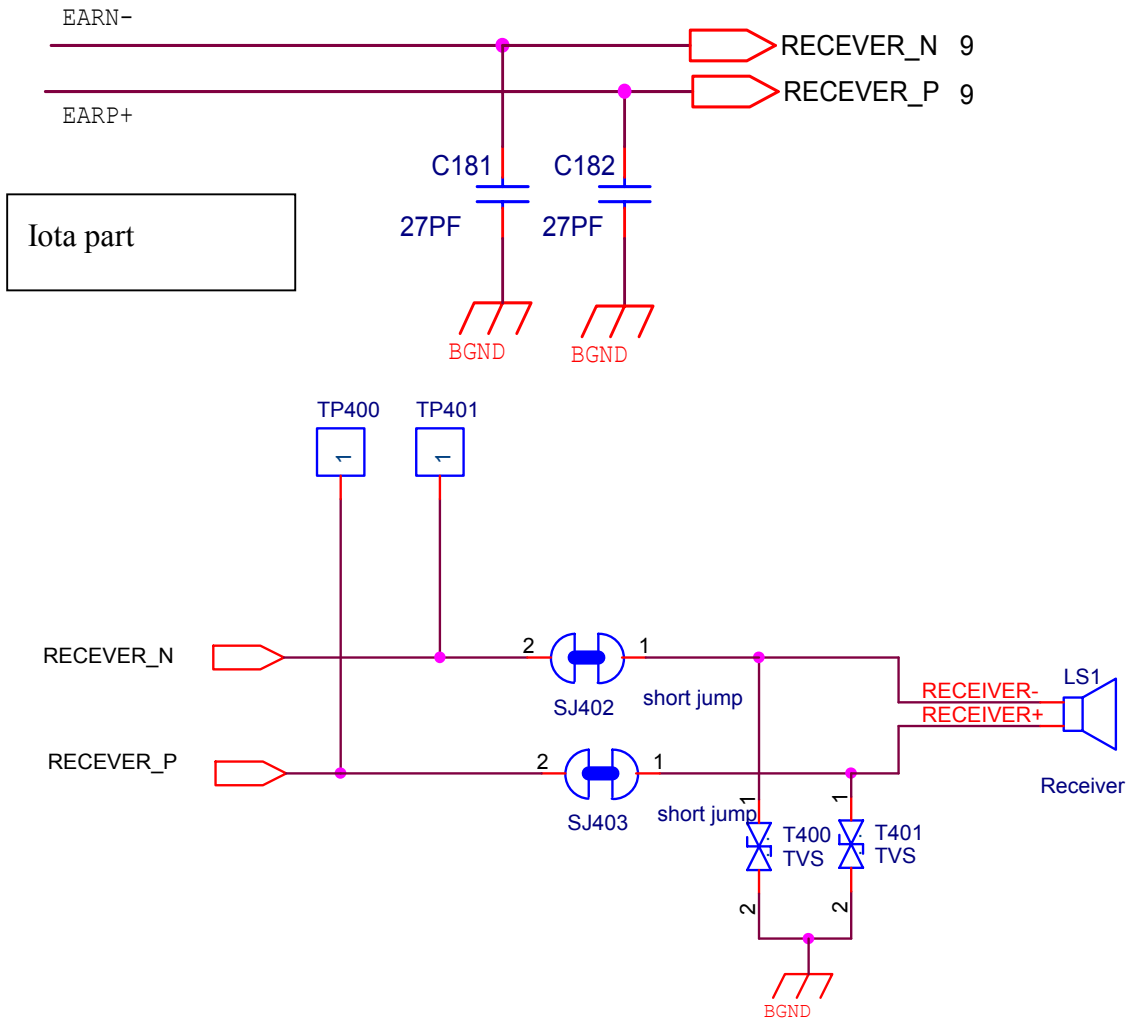 EARN-
RECEVER_N 9
RECEVER_P 9
EARP+
C181
C182
27PF
27PF
Iota part
BGND
BGND
TP400
TP401
1
1
RECEVER_N
2
1
SJ402
short jump
RECEIVER-
RECEIVER+
LS1
RECEVER_P
2
1
SJ403
short jump
Receiver
1
1
T400
TVS
T401
TVS
2
2
BGND